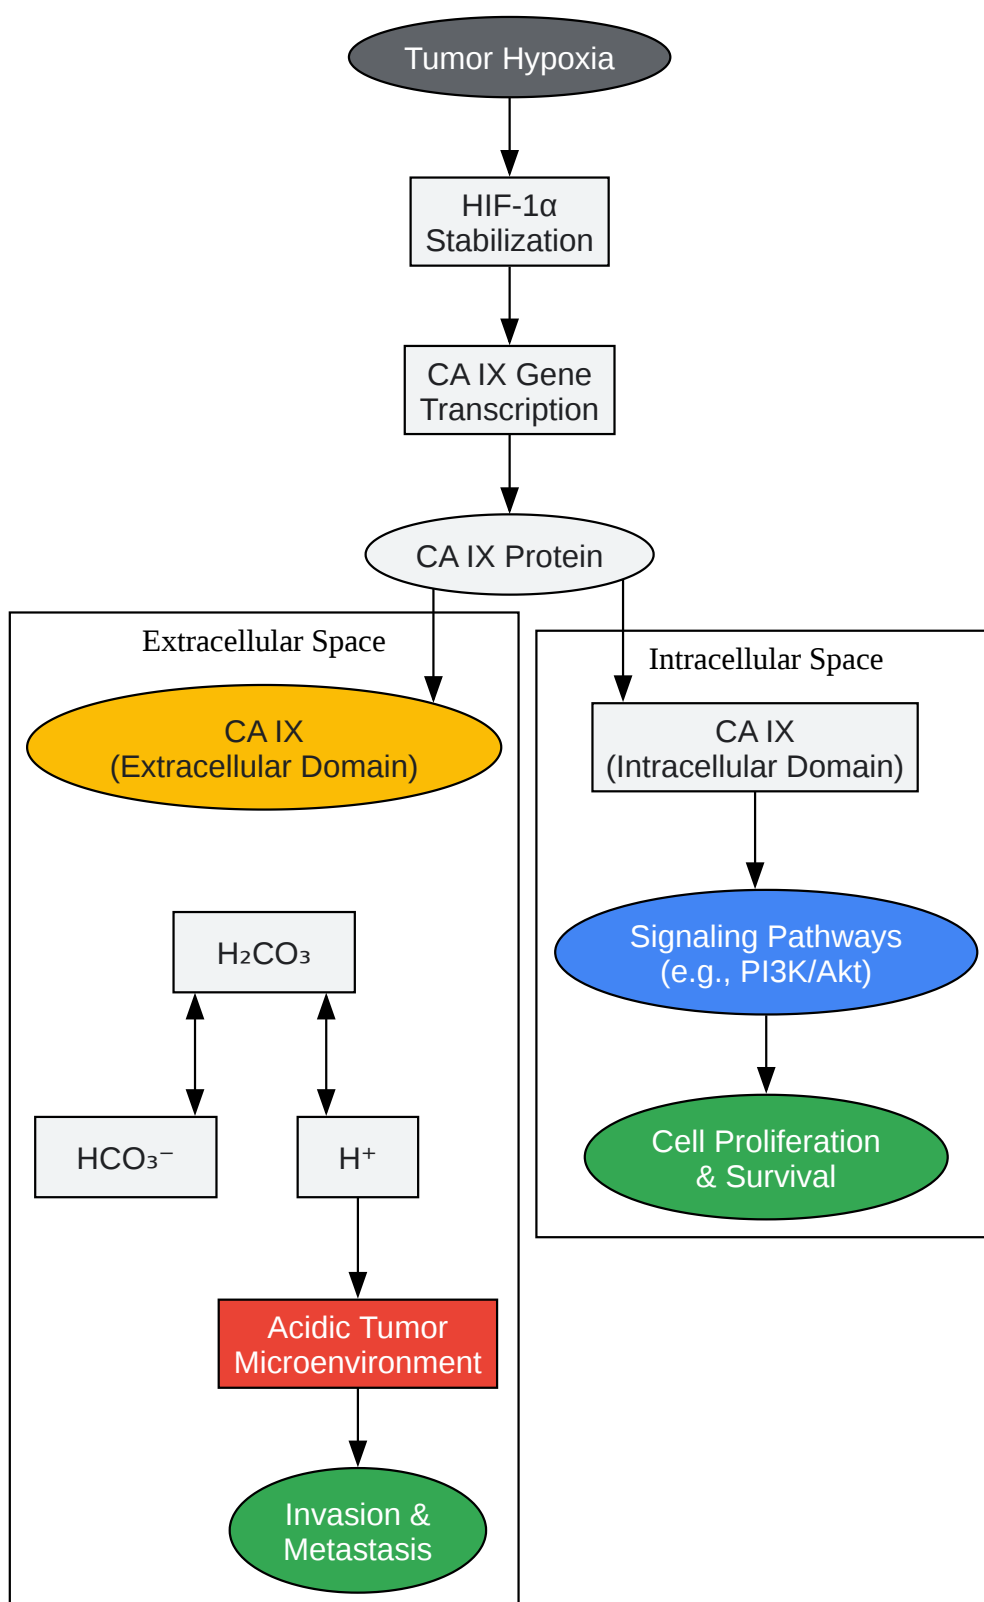 Tumor Hypoxia
HIF-1α
Stabilization
CA IX Gene
Transcription
CA IX Protein
Extracellular Space
CA IX
(Extracellular Domain)
H₂CO₃
HCO₃⁻
H⁺
Acidic Tumor
Microenvironment
Invasion &
Metastasis
Intracellular Space
CA IX
(Intracellular Domain)
Signaling Pathways
(e.g., PI3K/Akt)
Cell Proliferation
& Survival